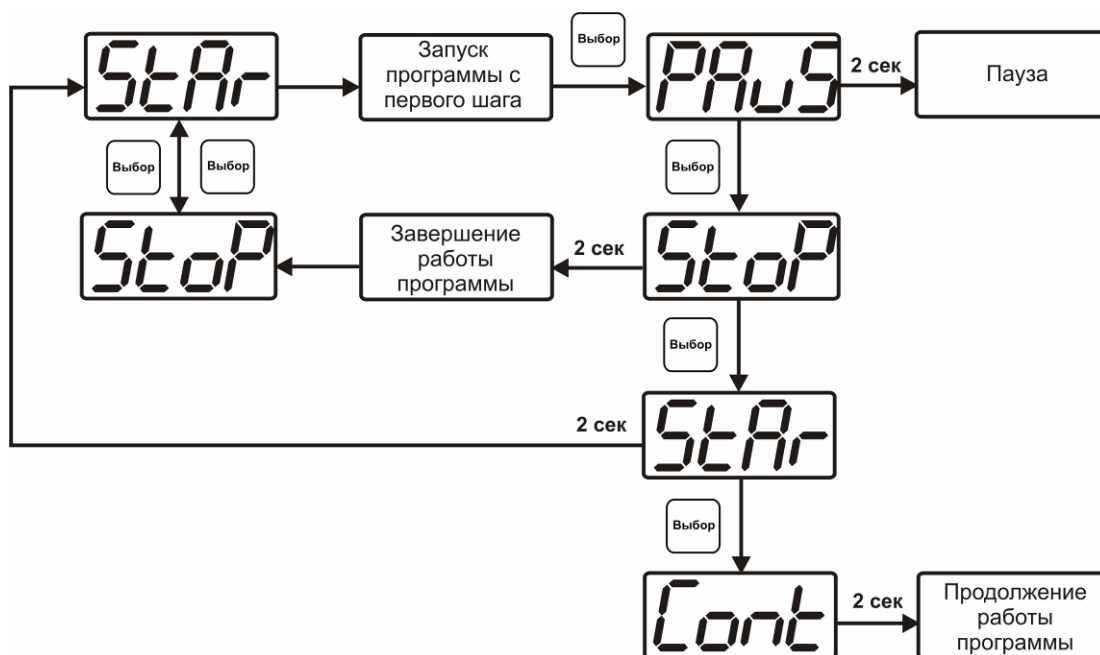 StAr
Запуск
программы с
первого шага
Выбор
PAuS
2 сек
Пауза
Выбор
Выбор
Выбор
StoP
Завершение
работы
программы
2 сек
StoP
Выбор
2 сек
StAr
Выбор
Cont
2 сек
Продолжение
работы
программы